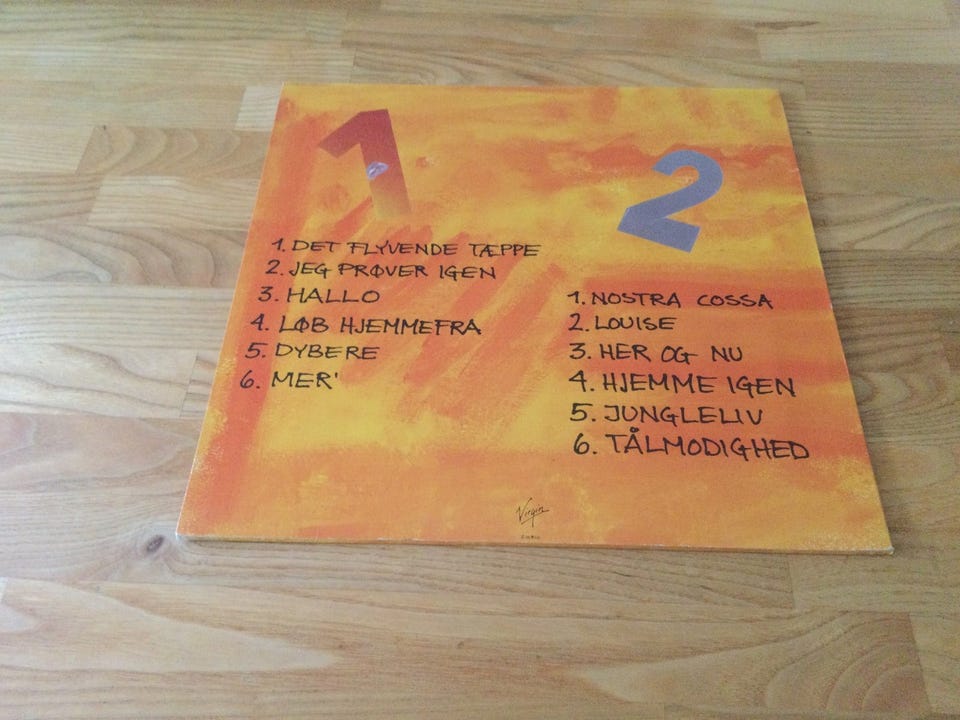 1
1. DET FLYVENDE TÆPPE
2. JEG PRØVER IGEN
3. HALLO
4. LØB HJEMMEFRA
5. DYBERE
6. MER'
2
1. NOSTRA COSSA
2. LOUISE
3. HER OG NU
4. HJEMME IGEN
5. JUNGLELIV
6. TÅLMODIGHED
Virgin